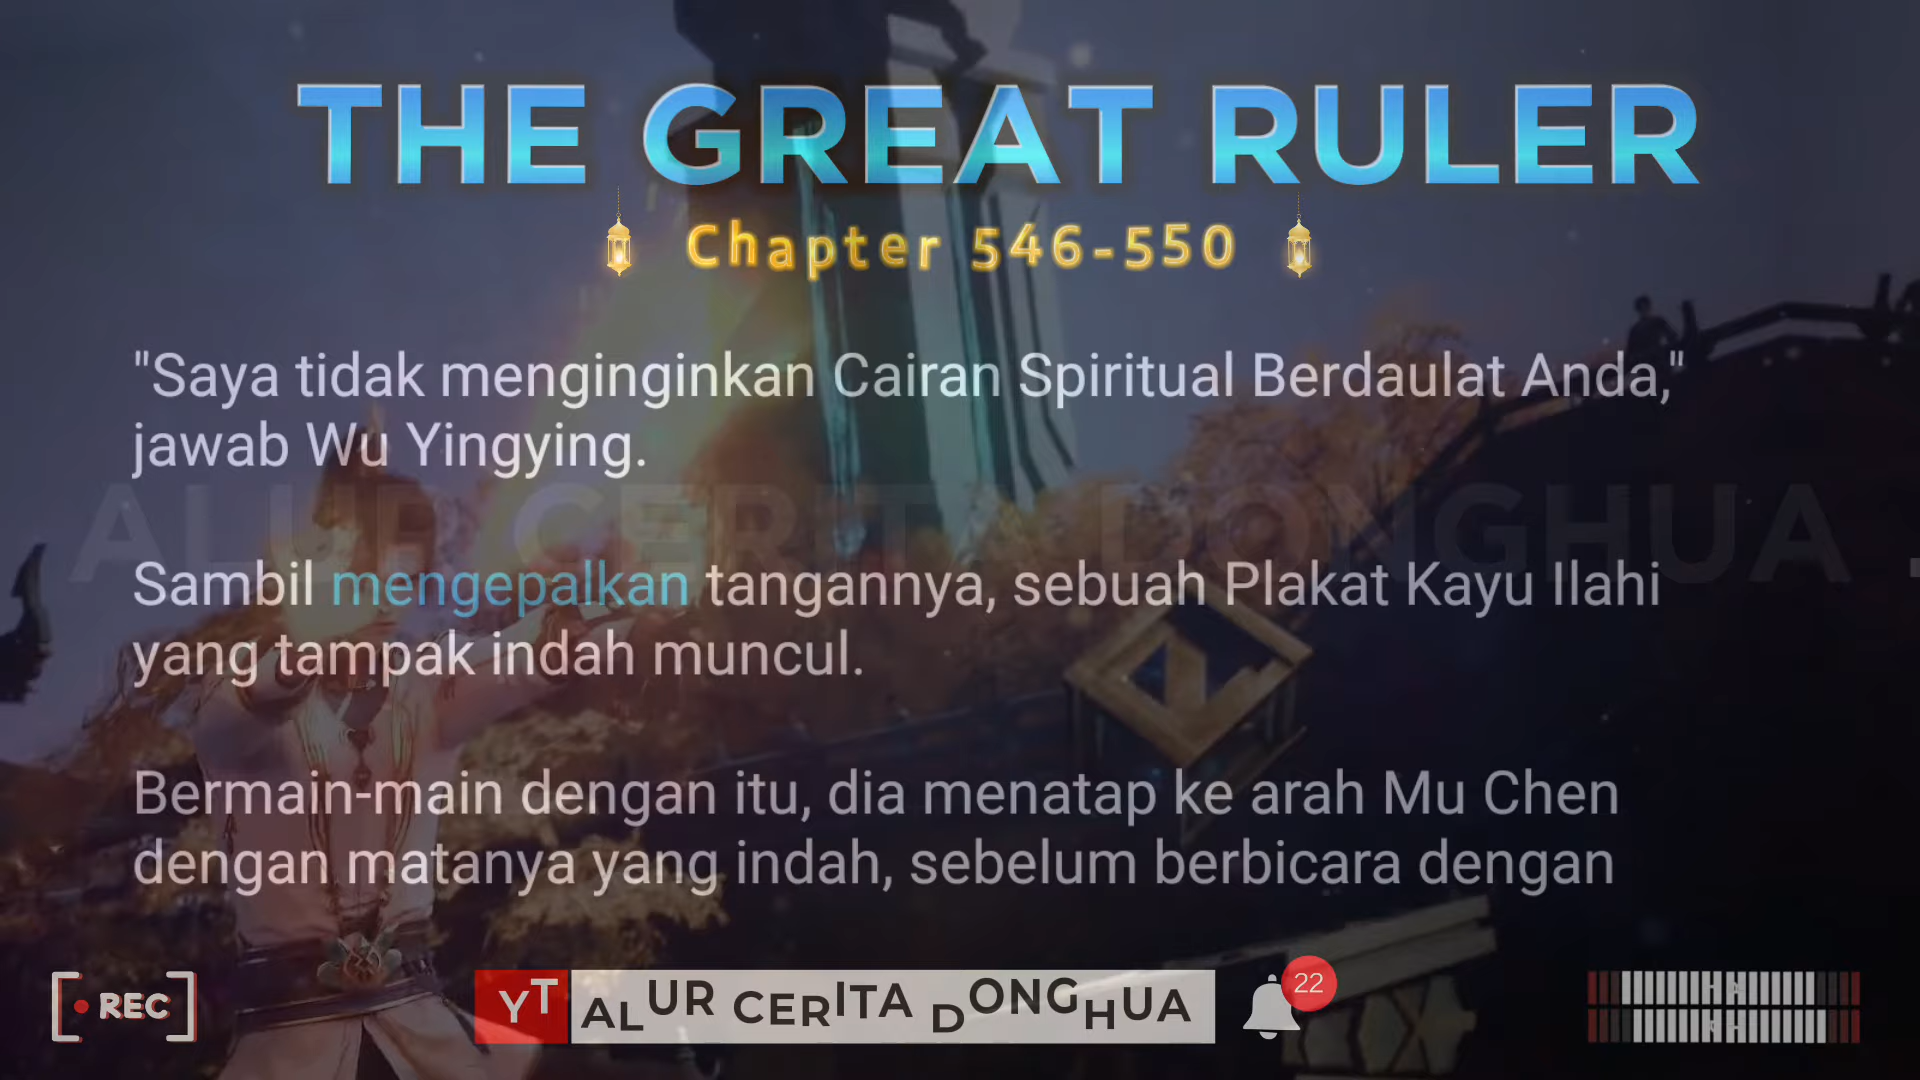 THE GREAT RULER
Chapter 546-550
"Saya tidak menginginkan Cairan Spiritual Berdaulat Anda,"
jawab Wu Yingying.
ALUR CERITA DONGHUA
Sambil mengepalkan tangannya, sebuah Plakat Kayu Ilahi
yang tampak indah muncul.
Bermain-main dengan itu, dia menatap ke arah Mu Chen
dengan matanya yang indah, sebelum berbicara dengan
REC
YT ALUR CERITA DONGHUA
22